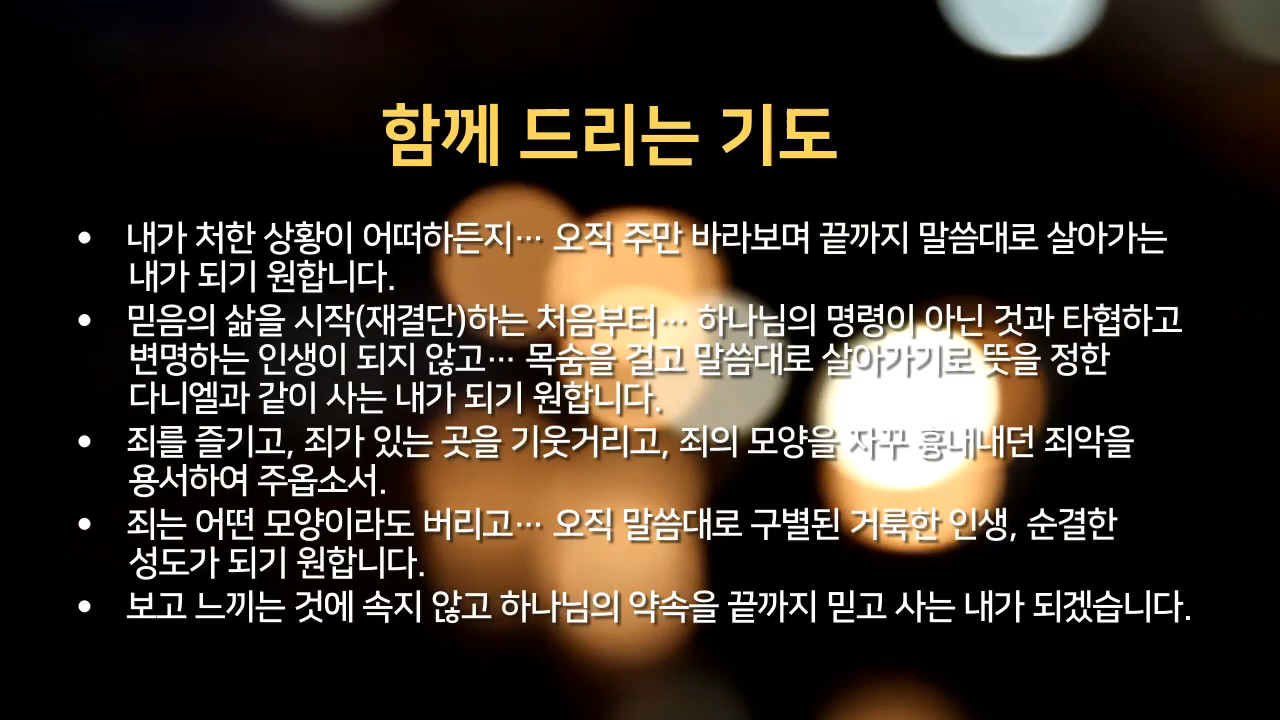 함께 드리는 기도
• 내가 처한 상황이 어떠하든지… 오직 주만 바라보며 끝까지 말씀대로 살아가는
내가 되기 원합니다.
• 믿음의 삶을 시작(재결단)하는 처음부터… 하나님의 명령이 아닌 것과 타협하고
변명하는 인생이 되지 않고… 목숨을 걸고 말씀대로 살아가기로 뜻을 정한
다니엘과 같이 사는 내가 되기 원합니다.
• 죄를 즐기고, 죄가 있는 곳을 기웃거리고, 죄의 모양을 자꾸 흉내내던 죄악을
용서하여 주옵소서.
• 죄는 어떤 모양이라도 버리고… 오직 말씀대로 구별된 거룩한 인생, 순결한
성도가 되기 원합니다.
• 보고 느끼는 것에 속지 않고 하나님의 약속을 끝까지 믿고 사는 내가 되겠습니다.